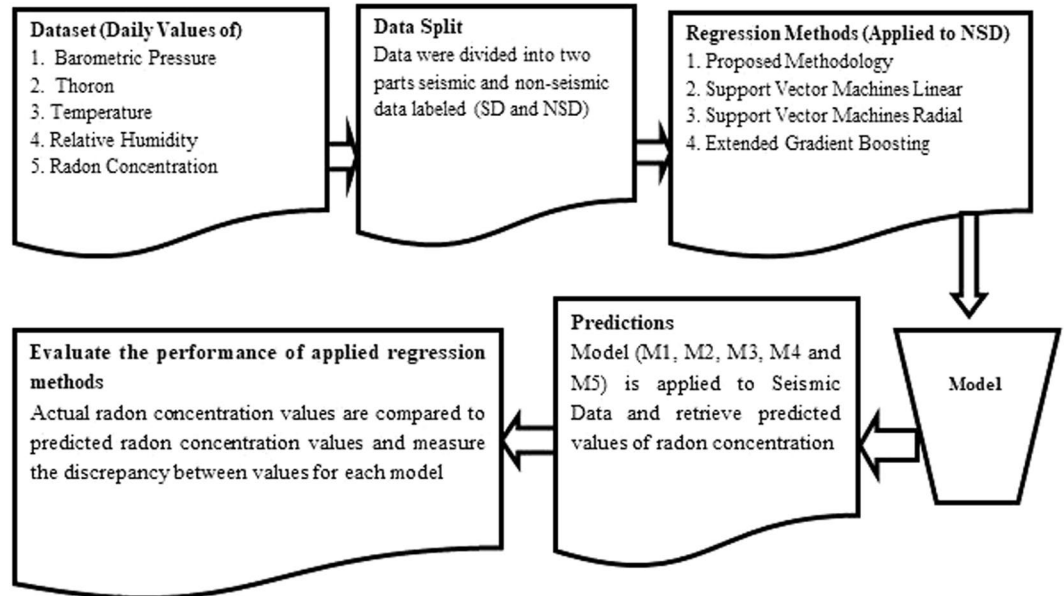 Dataset (Daily Values of)
1. Barometric Pressure
2. Thoron
3. Temperature
4. Relative Humidity
5. Radon Concentration
Data Split
Data were divided into two
parts seismic and non-seismic
data labeled (SD and NSD)
Regression Methods (Applied to NSD)
1. Proposed Methodology
2. Support Vector Machines Linear
3. Support Vector Machines Radial
4. Extended Gradient Boosting
Model
Predictions
Model (M1, M2, M3, M4 and
M5) is applied to Seismic
Data and retrieve predicted
values of radon concentration
Evaluate the performance of applied regression
methods
Actual radon concentration values are compared to
predicted radon concentration values and measure
the discrepancy between values for each model